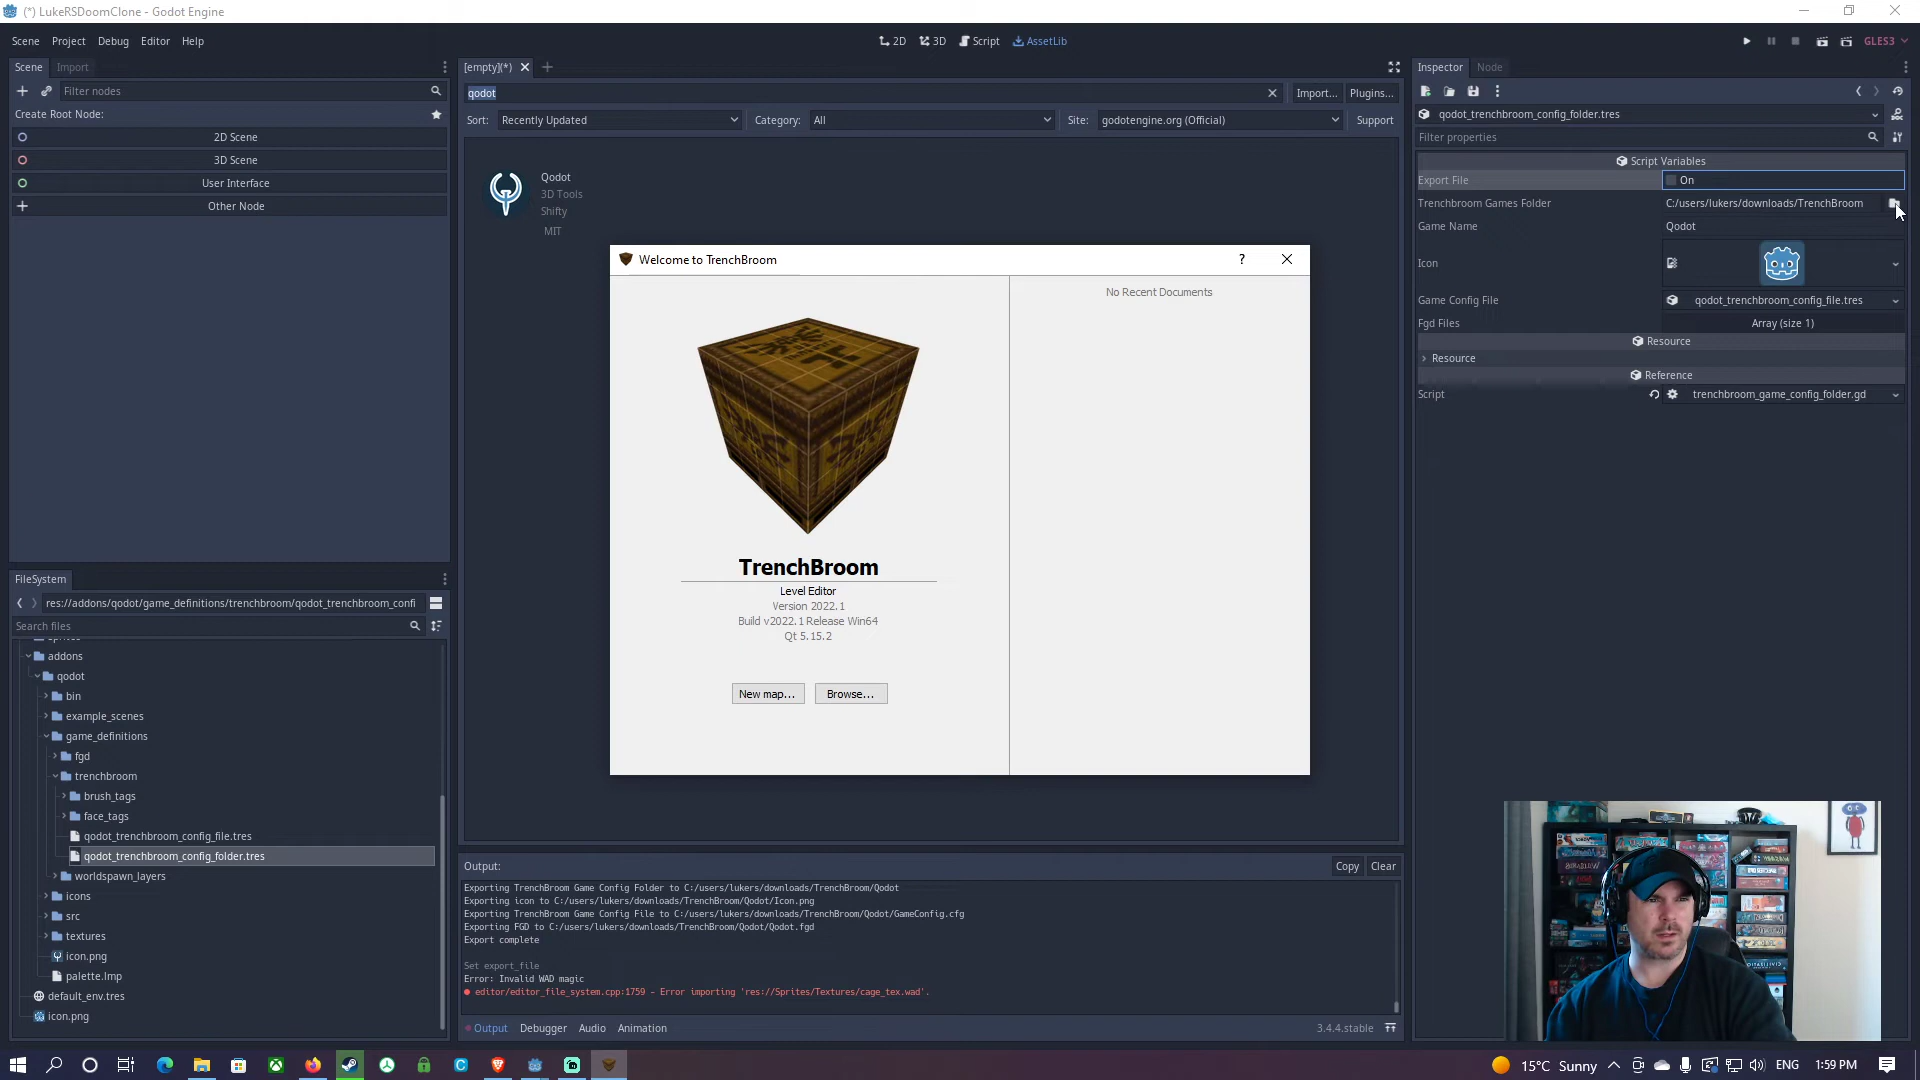 (*) LukeRSDoomClone - Godot Engine
Scene Project Debug Editor Help
2D 3D Script AssetLib
GLES3
Scene Import
Filter nodes
Create Root Node:
2D Scene
3D Scene
User Interface
Other Node
[empty](*)
qodot
Import... Plugins...
Sort: Recently Updated Category: All Site: godotengine.org (Official) Support
Qodot
3D Tools
Shifty
MIT
Welcome to TrenchBroom
?
No Recent Documents
TrenchBroom
Level Editor
Version 2022.1
Build v2022.1 Release Win64
Qt 5.15.2
New map... Browse...
Inspector Node
qodot_trenchbroom_config_folder.tres
Filter properties
Script Variables
Export File On
Trenchbroom Games Folder C:/users/lukers/downloads/TrenchBroom
Game Name Qodot
Icon
Game Config File qodot_trenchbroom_config_file.tres
Fgd Files Array (size 1)
Resource
Resource
Reference
Script trenchbroom_game_config_folder.gd
FileSystem
res://addons/qodot/game_definitions/trenchbroom/qodot_trenchbroom_confi
Search files
addons
qodot
bin
example_scenes
game_definitions
fgd
trenchbroom
brush_tags
face_tags
qodot_trenchbroom_config_file.tres
qodot_trenchbroom_config_folder.tres
worldspawn_layers
icons
src
textures
icon.png
palette.lmp
default_env.tres
icon.png
Output: Copy Clear
Exporting TrenchBroom Game Config Folder to C:/users/lukers/downloads/TrenchBroom/Qodot
Exporting icon to C:/users/lukers/downloads/TrenchBroom/Qodot/Icon.png
Exporting TrenchBroom Game Config File to C:/users/lukers/downloads/TrenchBroom/Qodot/GameConfig.cfg
Exporting FGD to C:/users/lukers/downloads/TrenchBroom/Qodot/Qodot.fgd
Export complete
Set export_file
Error: Invalid WAD magic
editor/editor_file_system.cpp:1759 - Error importing 'res://Sprites/Textures/cage_tex.wad'.
Output Debugger Audio Animation 3.4.4.stable
15°C Sunny ENG 1:59 PM